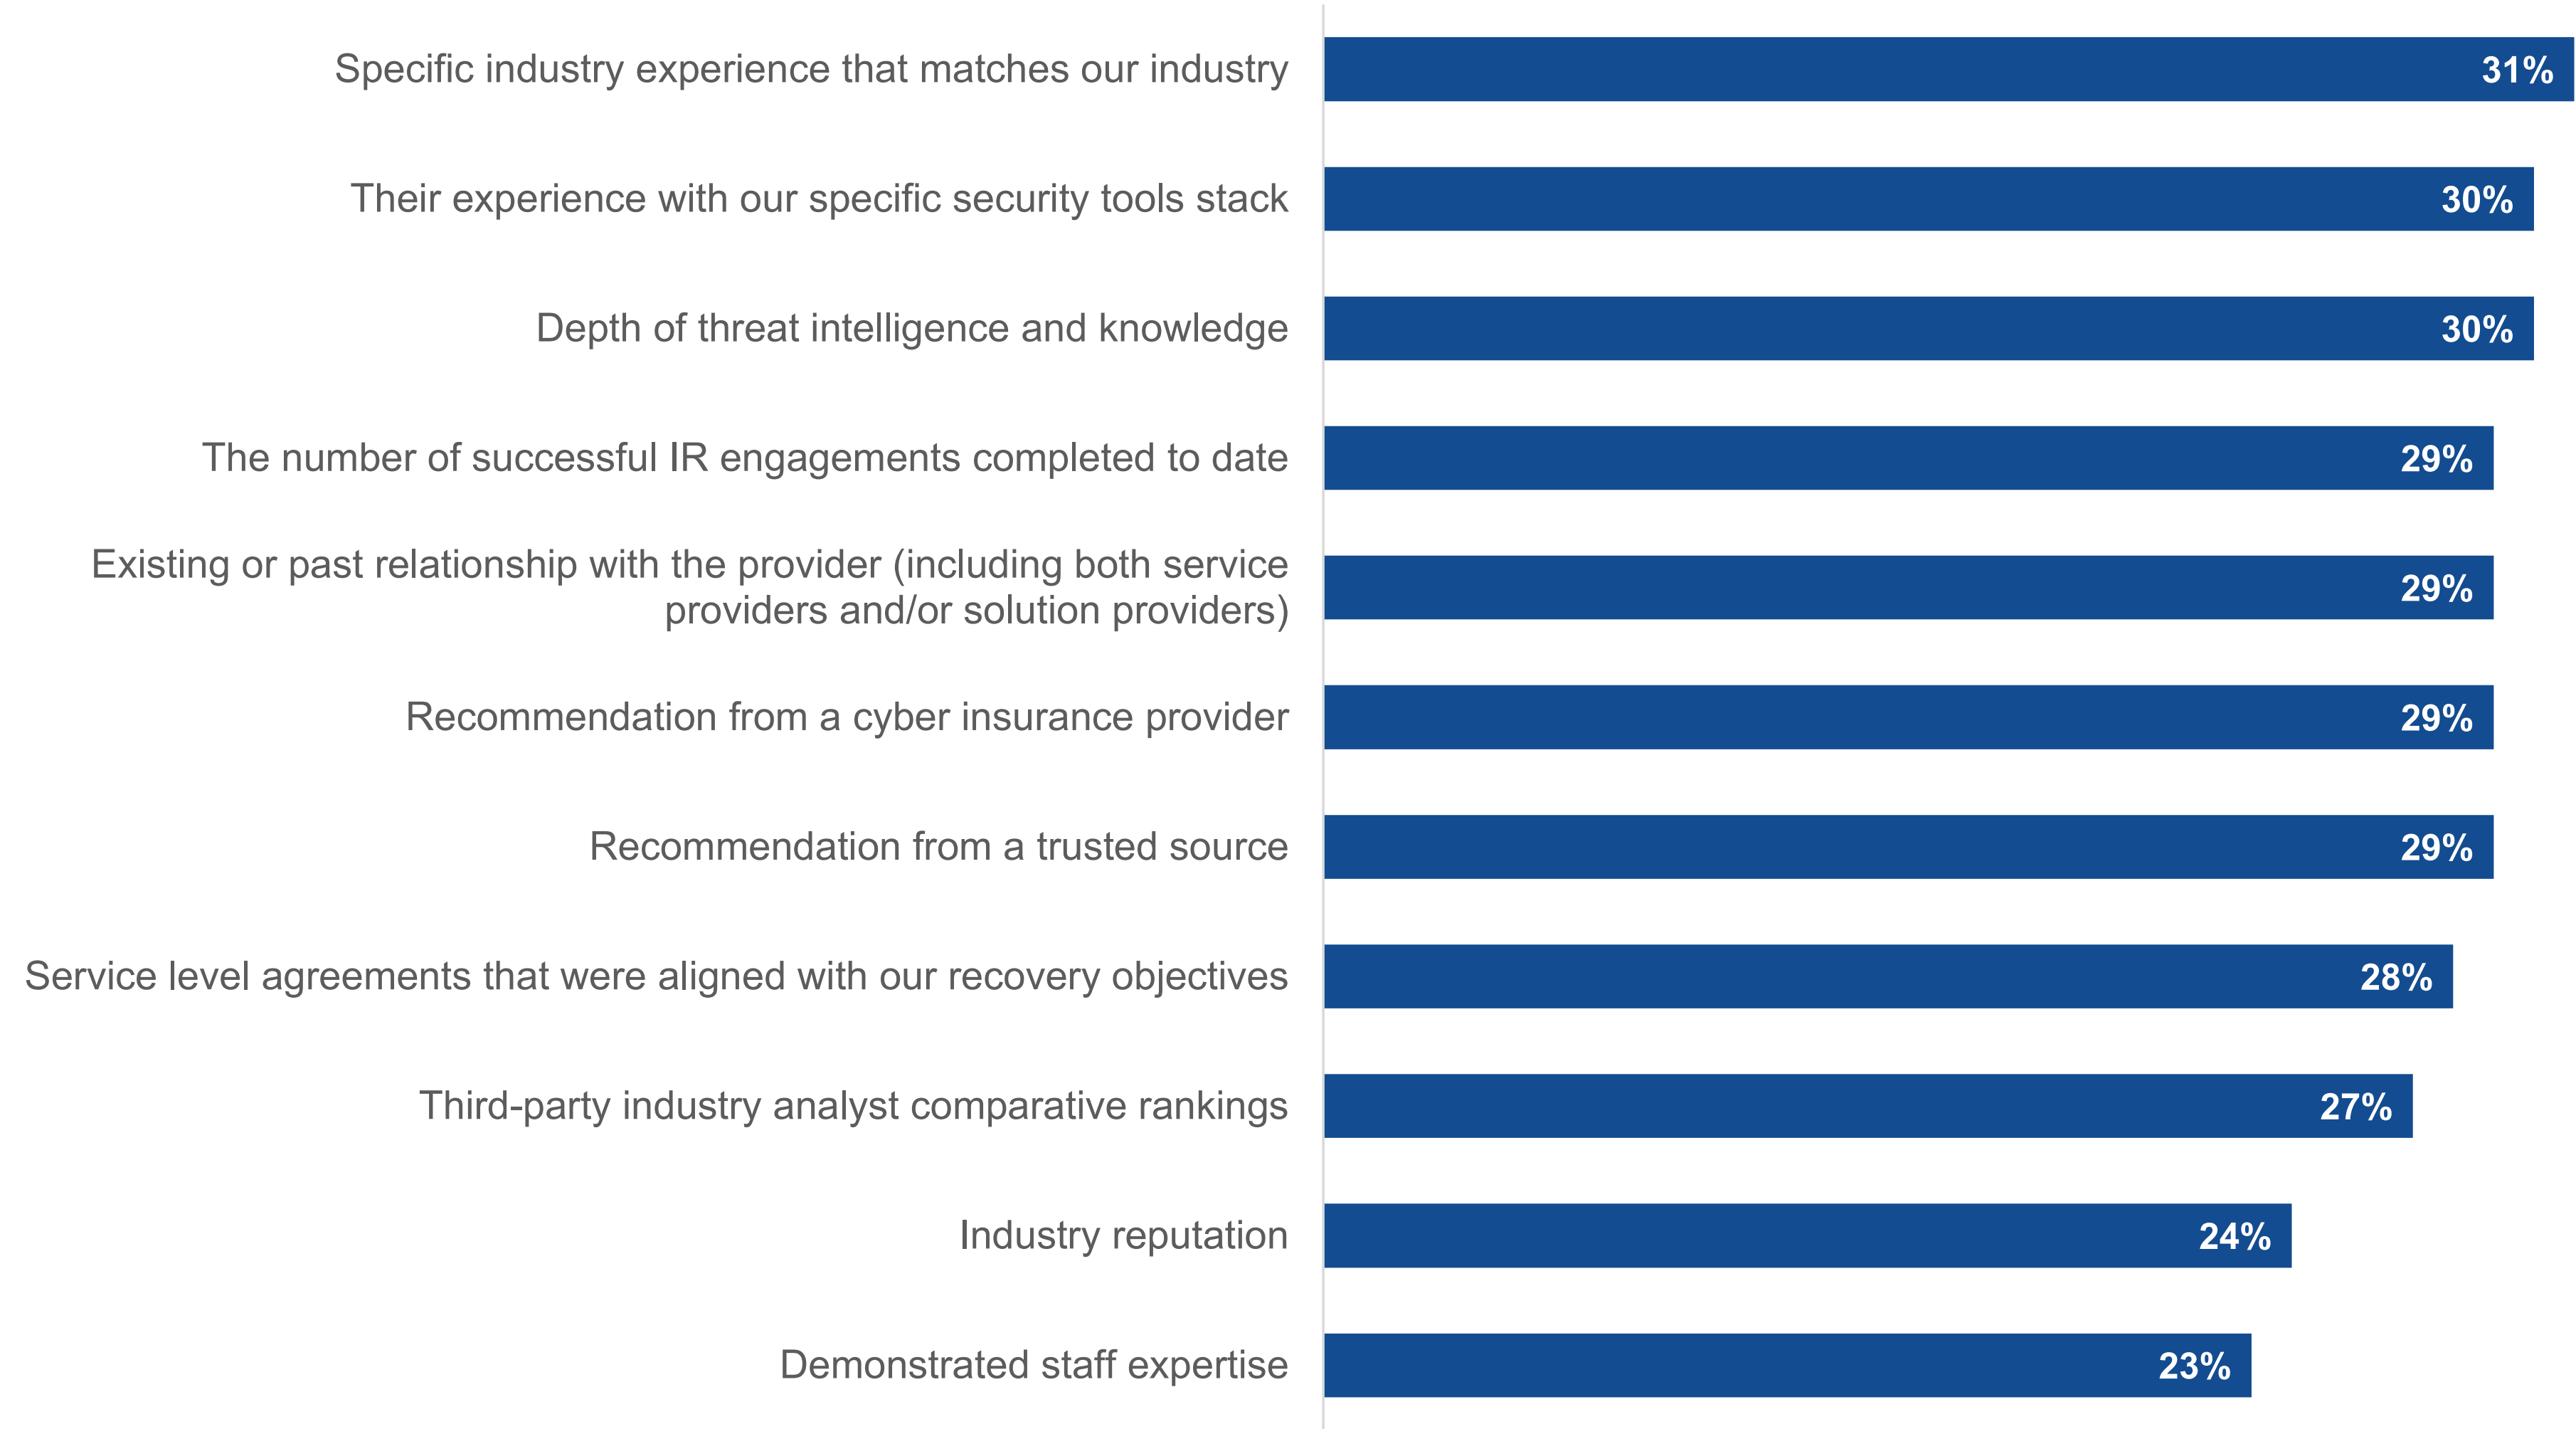 Specific industry experience that matches our industry 31%
Their experience with our specific security tools stack 30%
Depth of threat intelligence and knowledge 30%
The number of successful IR engagements completed to date 29%
Existing or past relationship with the provider (including both service
providers and/or solution providers) 29%
Recommendation from a cyber insurance provider 29%
Recommendation from a trusted source 29%
Service level agreements that were aligned with our recovery objectives 28%
Third-party industry analyst comparative rankings 27%
Industry reputation 24%
Demonstrated staff expertise 23%